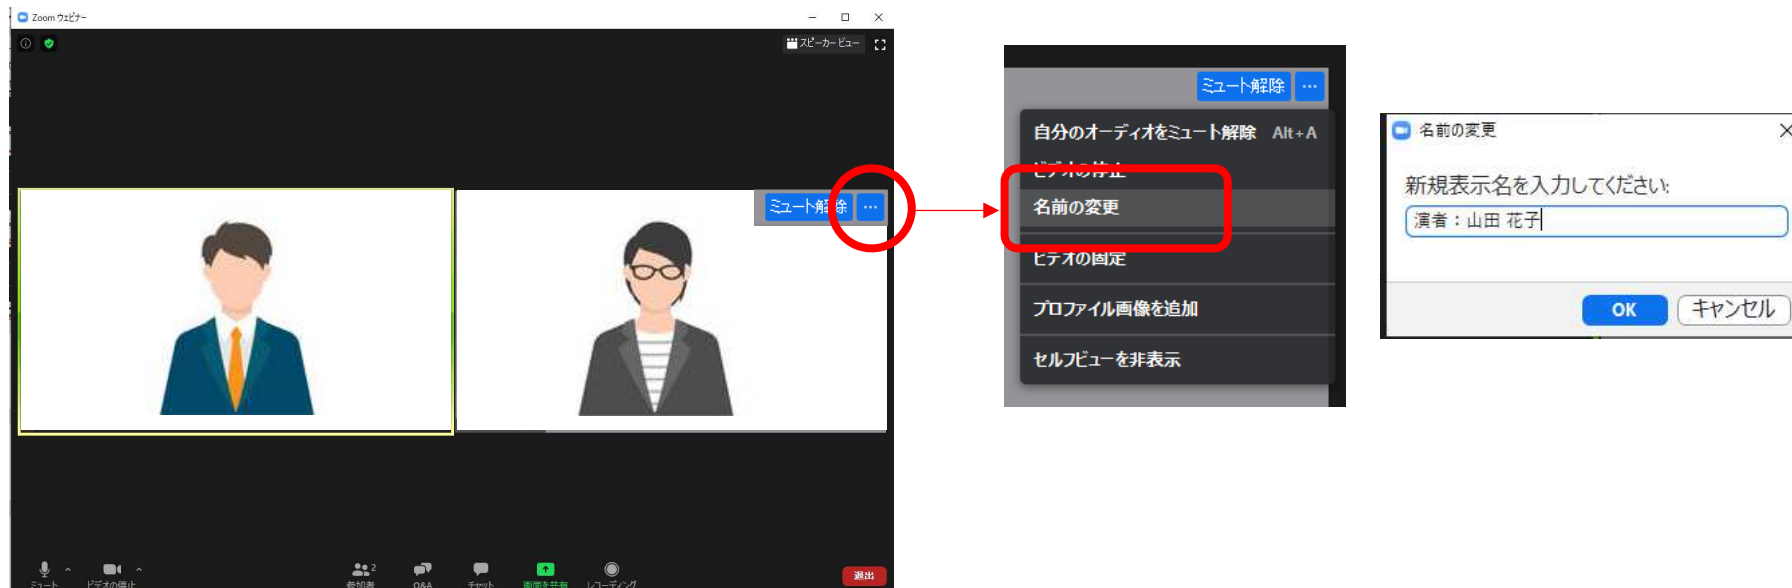 Zoom ウェビナー
スピーカー ビュー
ミュート解除 …
ミュート
ビデオの停止
2
参加者
Q&A
チャット
画面を共有
レコーディング
退出
ミュート解除 …
自分のオーディオをミュート解除 Alt+A
ビデオの停止
名前の変更
ビデオの固定
プロファイル画像を追加
セルフビューを非表示
名前の変更
新規表示名を入力してください:
演者:山田 花子
OK キャンセル